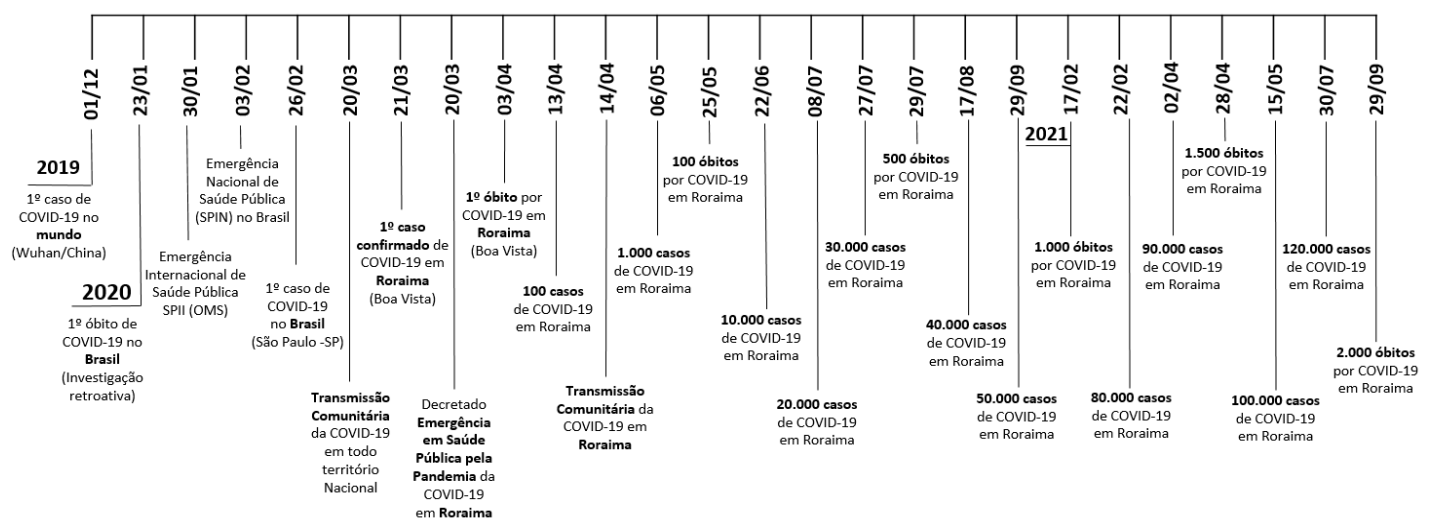 01/12
23/01
30/01
03/02
26/02
20/03
21/03
20/03
03/04
13/04
14/04
06/05
25/05
22/06
08/07
27/07
29/07
17/08
29/09
17/02
22/02
02/04
28/04
15/05
30/07
29/09
2019
1º caso de
COVID-19 no
mundo
(Wuhan/China)
2020
1º óbito de
COVID-19 no
Brasil
(Investigação
retroativa)
Emergência
Internacional de
Saúde Pública
SPII (OMS)
Emergência
Nacional de
Saúde Pública
(SPIN) no Brasil
1º caso de
COVID-19
no Brasil
(São Paulo -SP)
Transmissão
Comunitária
da COVID-19
em todo
território
Nacional
1º caso
confirmado de
COVID-19 em
Roraima
(Boa Vista)
Decretado
Emergência
em Saúde
Pública pela
Pandemia da
COVID-19
em Roraima
1º óbito por
COVID-19 em
Roraima
(Boa Vista)
100 casos
de COVID-19
em Roraima
Transmissão
Comunitária da
COVID-19 em
Roraima
1.000 casos
de COVID-19
em Roraima
100 óbitos
por COVID-19
em Roraima
10.000 casos
de COVID-19
em Roraima
20.000 casos
de COVID-19
em Roraima
30.000 casos
de COVID-19
em Roraima
500 óbitos
por COVID-19
em Roraima
40.000 casos
de COVID-19
em Roraima
50.000 casos
de COVID-19
em Roraima
2021
1.000 óbitos
por COVID-19
em Roraima
80.000 casos
de COVID-19
em Roraima
90.000 casos
de COVID-19
em Roraima
1.500 óbitos
por COVID-19
em Roraima
100.000 casos
de COVID-19
em Roraima
120.000 casos
de COVID-19
em Roraima
2.000 óbitos
por COVID-19
em Roraima